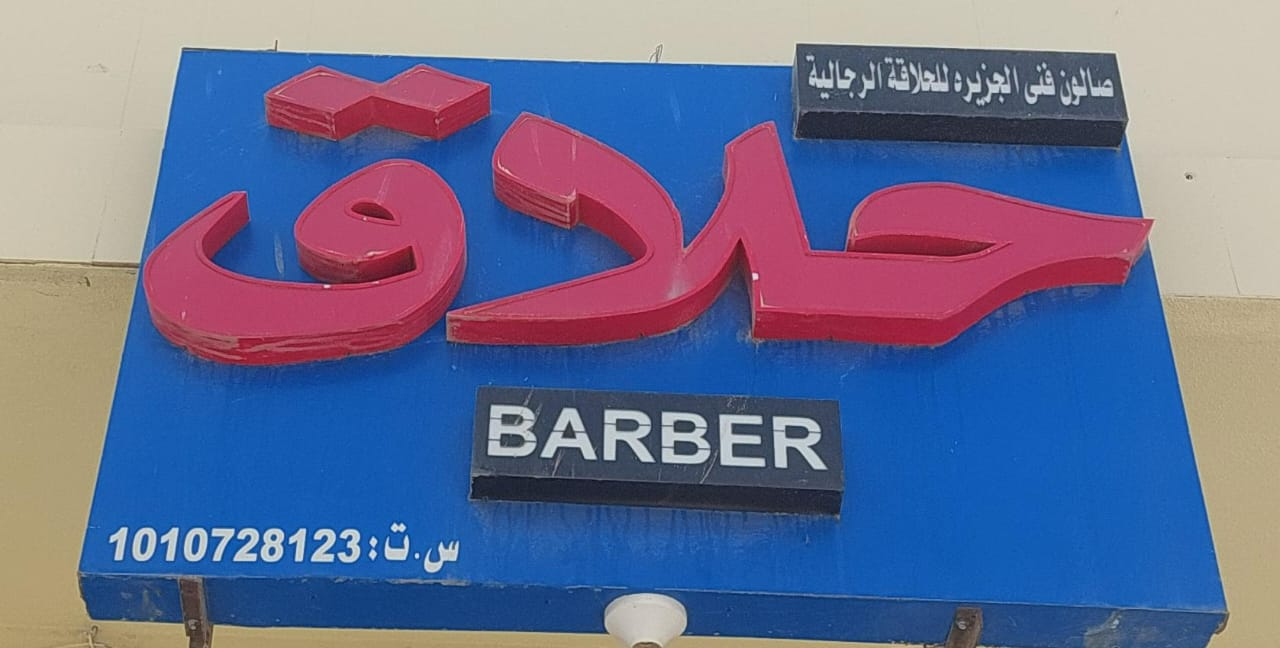 صالون فنى الجزيره للحلاقة الرجالية
حلاق
BARBER
س.ت: 1010728123